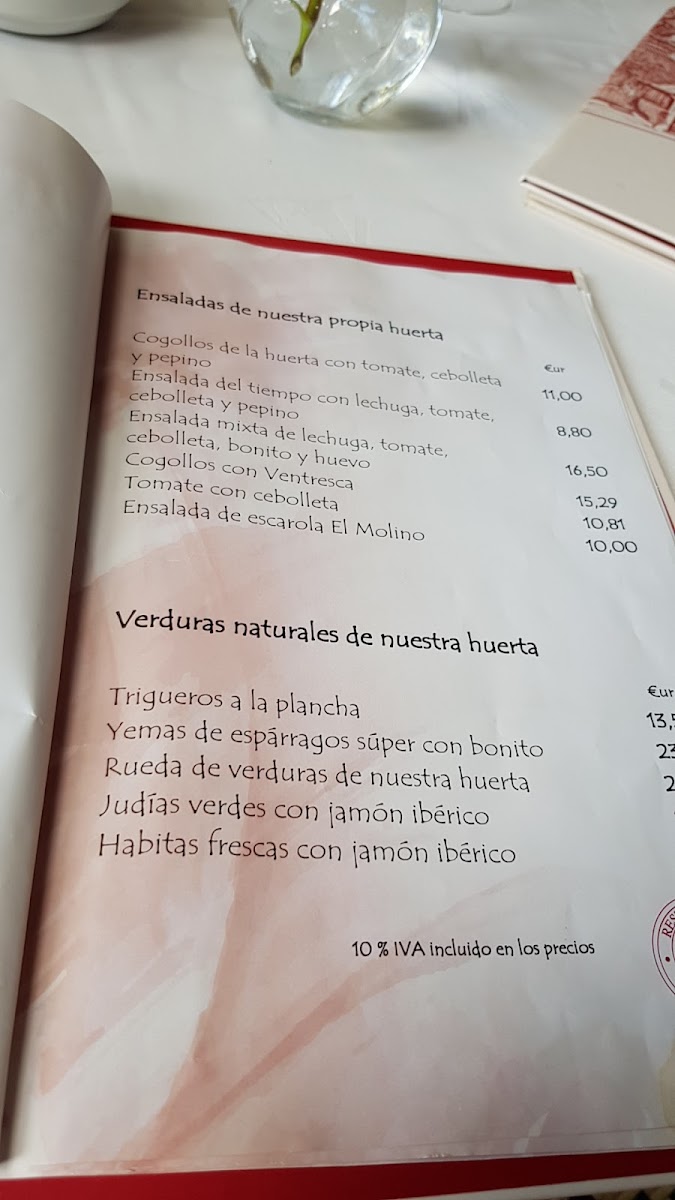 Ensaladas de nuestra propia huerta
€ur
Cogollos de la huerta con tomate, cebolleta
y pepino 11,00
Ensalada del tiempo con lechuga, tomate,
cebolleta y pepino 8,80
Ensalada mixta de lechuga, tomate,
cebolleta, bonito y huevo 16,50
Cogollos con Ventresca 15,29
Tomate con cebolleta 10,81
Ensalada de escarola El Molino 10,00
Verduras naturales de nuestra huerta
€ur
Trigueros a la plancha 13,5
Yemas de espárragos súper con bonito 23
Rueda de verduras de nuestra huerta 2
Judías verdes con jamón ibérico
Habitas frescas con jamón ibérico
10 % IVA incluido en los precios